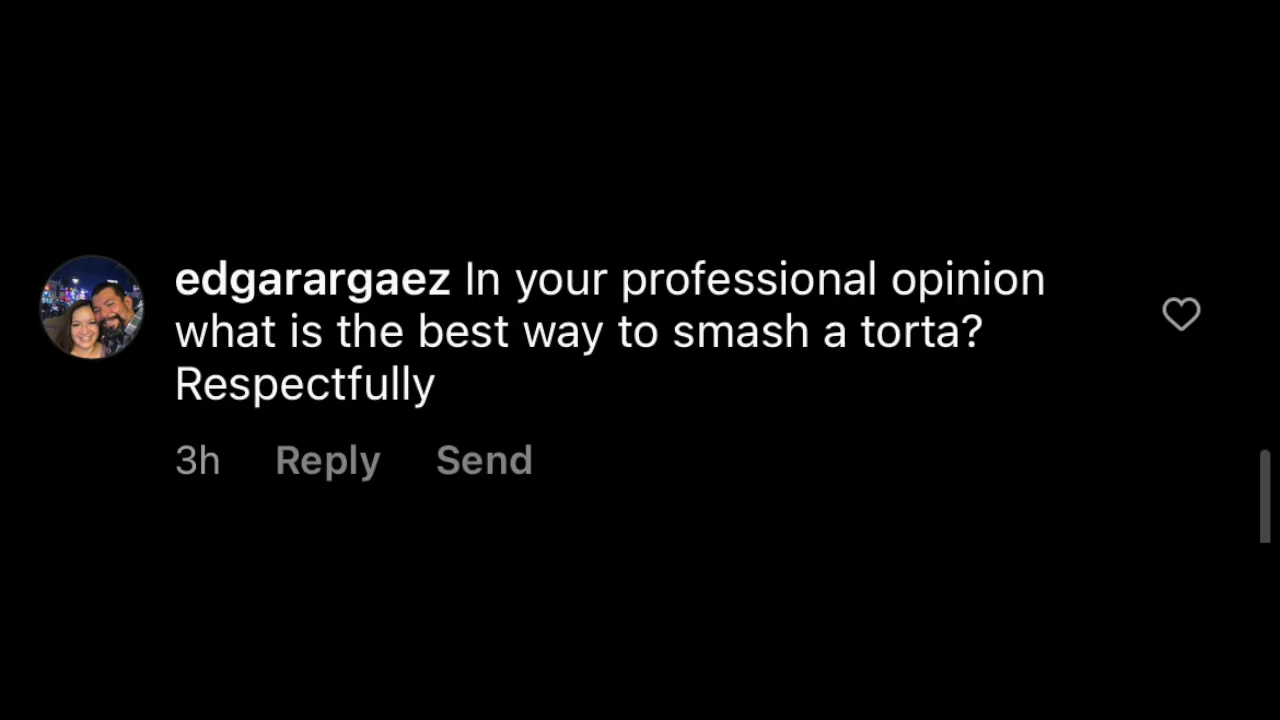 edgarargaez In your professional opinion
what is the best way to smash a torta?
Respectfully
3h Reply Send